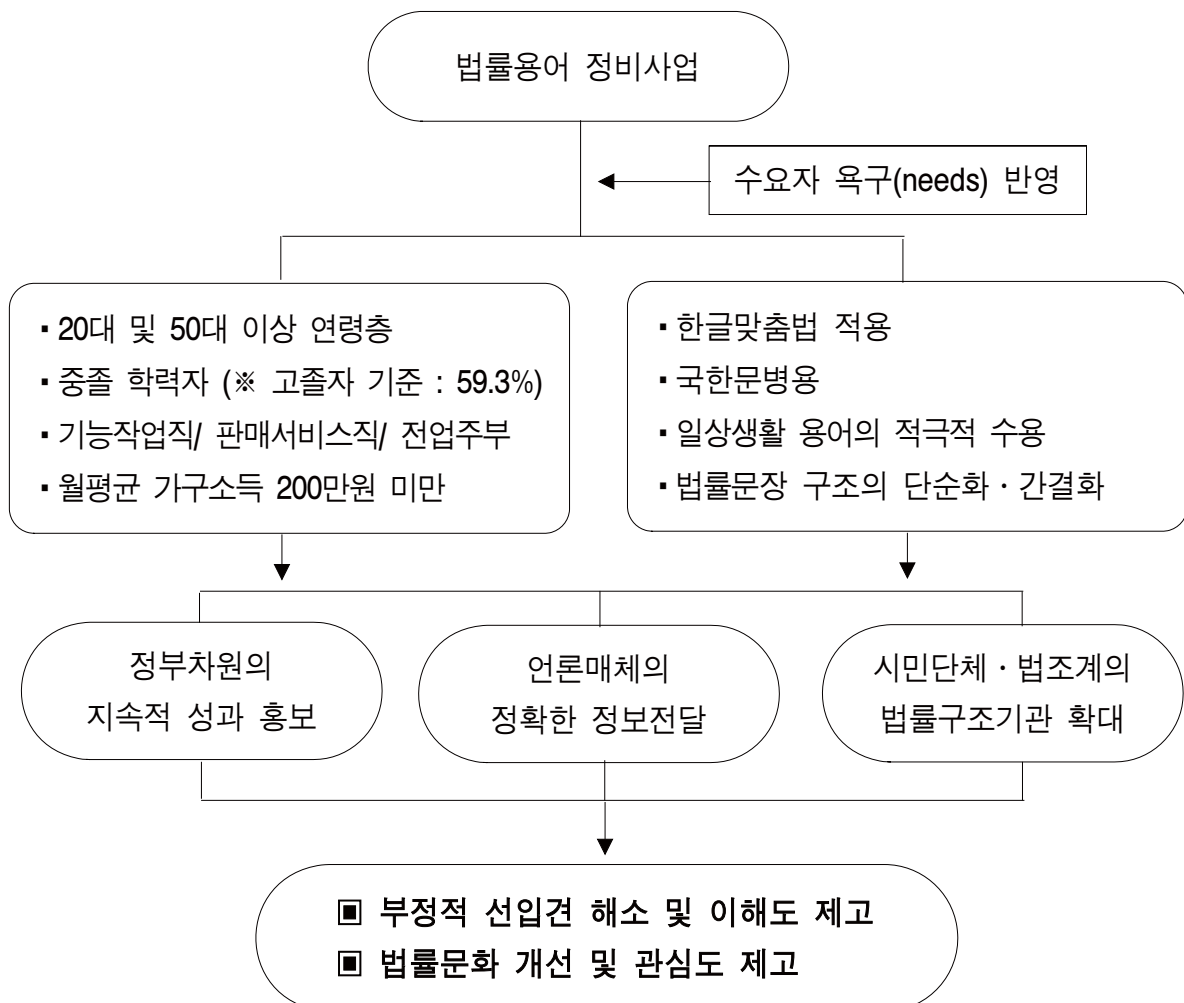 법률용어 정비사업
수요자 욕구(needs) 반영
▪ 20대 및 50대 이상 연령층
▪ 중졸 학력자 (※ 고졸자 기준 : 59.3%)
▪ 기능작업직/ 판매서비스직/ 전업주부
▪ 월평균 가구소득 200만원 미만
▪ 한글맞춤법 적용
▪ 국한문병용
▪ 일상생활 용어의 적극적 수용
▪ 법률문장 구조의 단순화 · 간결화
정부차원의
지속적 성과 홍보
언론매체의
정확한 정보전달
시민단체 · 법조계의
법률구조기관 확대
▣ 부정적 선입견 해소 및 이해도 제고
▣ 법률문화 개선 및 관심도 제고